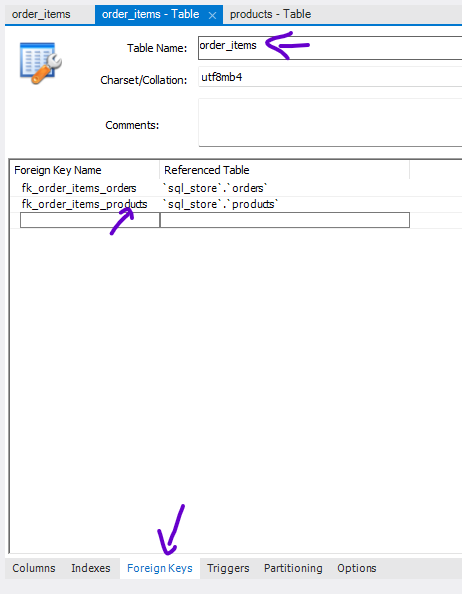 order_items order_items - Table × products - Table
Table Name: order_items
Charset/Collation: utf8mb4
Comments:
Foreign Key Name Referenced Table
fk_order_items_orders `sql_store`.`orders`
fk_order_items_products `sql_store`.`products`
Columns Indexes Foreign Keys Triggers Partitioning Options